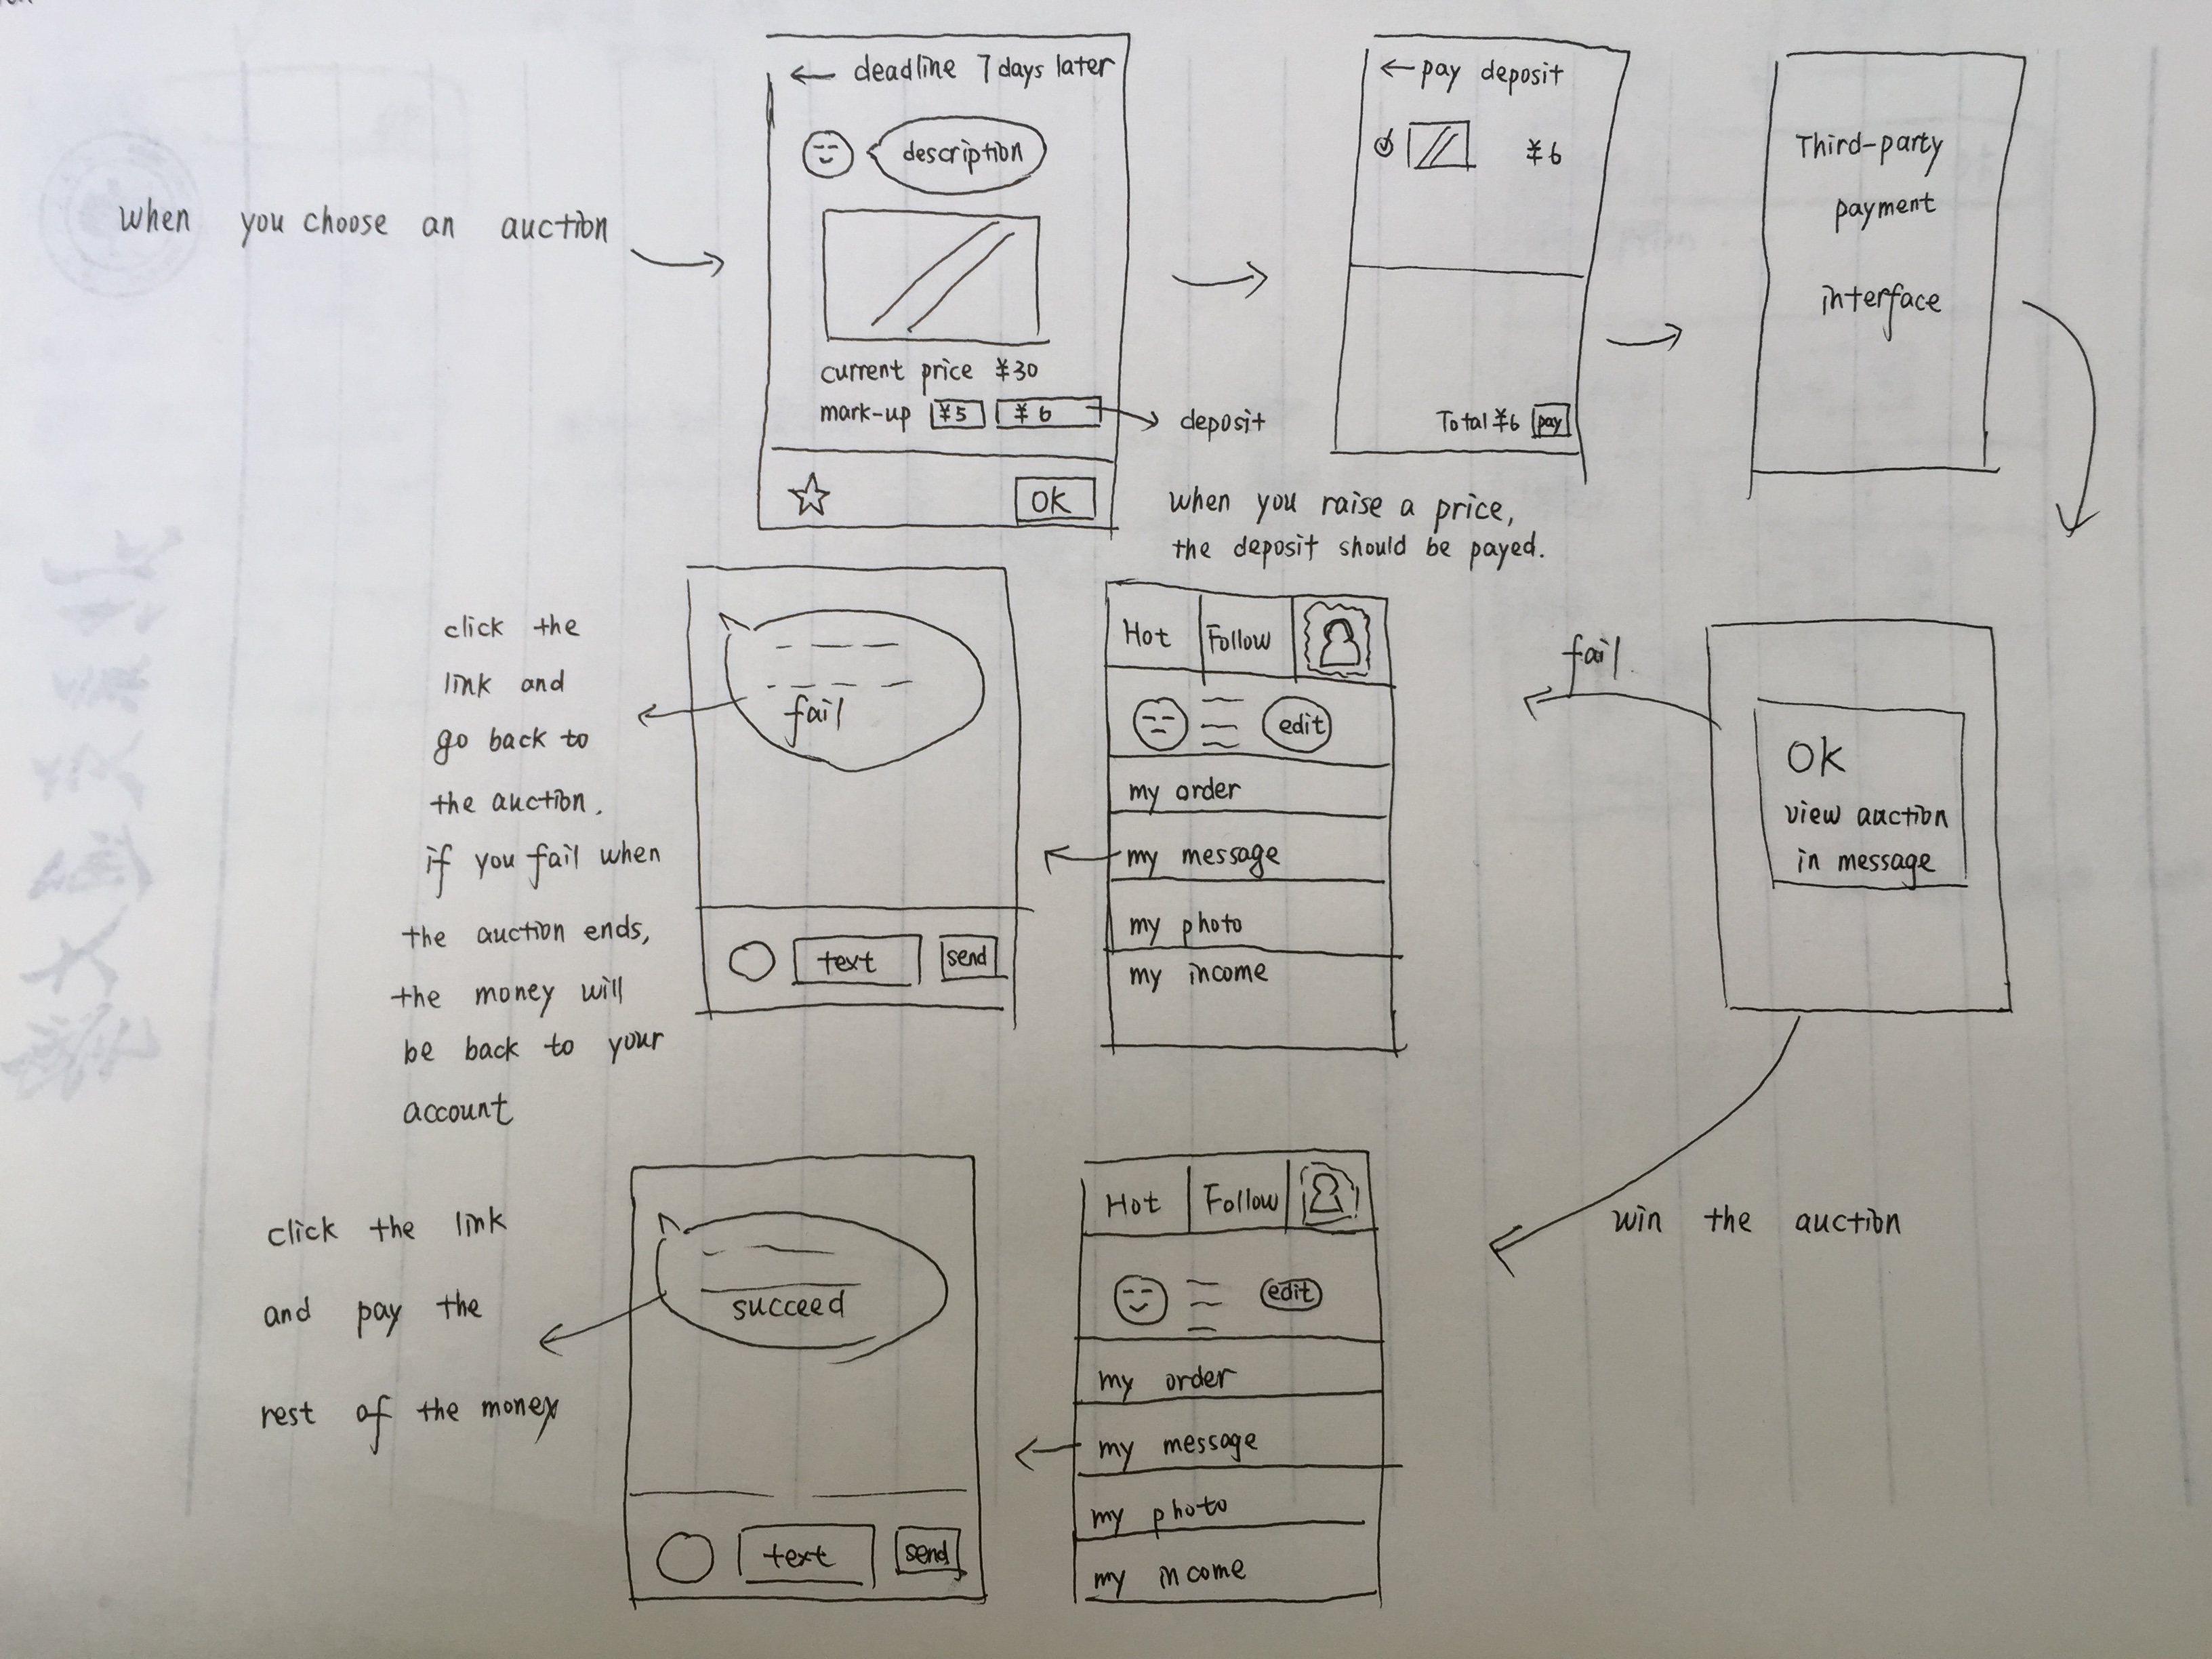 when you choose an auction
← deadline 7 days later
description
current price ¥30
mark-up ¥5 ¥6
deposit
OK
← pay deposit
¥6
Total ¥6 pay
when you raise a price,
the deposit should be payed.
Third-party
payment
interface
OK
view auction
in message
fail
Hot Follow
edit
my order
my message
my photo
my income
fail
text send
click the
link and
go back to
the auction.
if you fail when
the auction ends,
the money will
be back to your
account
win the auction
Hot Follow
edit
my order
my message
my photo
my income
succeed
text send
click the link
and pay the
rest of the money